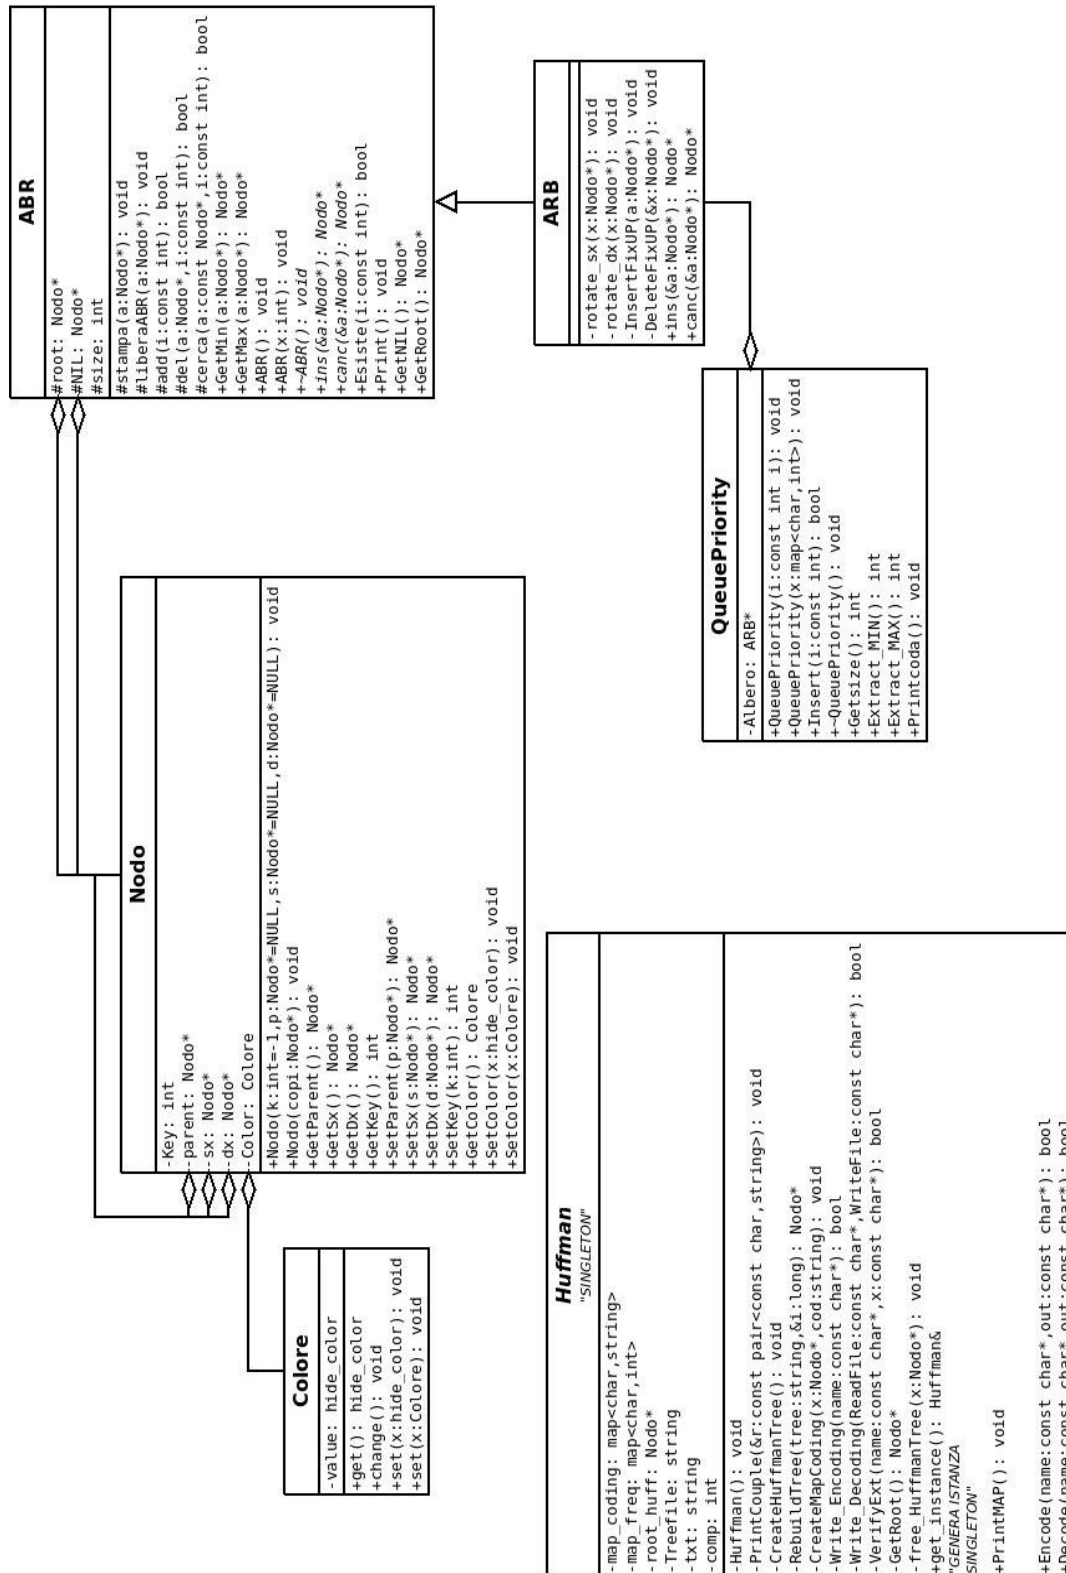 ABR
#root: Nodo*
#NIL: Nodo*
#size: int
#stampa(a:Nodo*): void
#liberaABR(a:Nodo*): void
#add(i:const int): bool
#del(a:Nodo*,i:const int): bool
#cerca(a:const Nodo*,i:const int): bool
+GetMin(a:Nodo*): Nodo*
+GetMax(a:Nodo*): Nodo*
+ABR(): void
+ABR(x:int): void
+~ABR(): void
+ins(&a:Nodo*): Nodo*
+canc(&a:Nodo*): Nodo*
+Esiste(i:const int): bool
+Print(): void
+GetNIL(): Nodo*
+GetRoot(): Nodo*
ARB
-rotate_sx(x:Nodo*): void
-rotate_dx(x:Nodo*): void
-InsertFixUP(a:Nodo*): void
-DeleteFixUP(&x:Nodo*): void
+ins(&a:Nodo*): Nodo*
+canc(&a:Nodo*): Nodo*
Nodo
-Key: int
-parent: Nodo*
-sx: Nodo*
-dx: Nodo*
-Color: Colore
+Nodo(k:int=-1,p:Nodo*=NULL,s:Nodo*=NULL,d:Nodo*=NULL): void
+Nodo(copi:Nodo*): void
+GetParent(): Nodo*
+GetSx(): Nodo*
+GetDx(): Nodo*
+GetKey(): int
+SetParent(p:Nodo*): Nodo*
+SetSx(s:Nodo*): Nodo*
+SetDx(d:Nodo*): Nodo*
+SetKey(k:int): int
+GetColor(): Colore
+SetColor(x:hide_color): void
+SetColor(x:Colore): void
QueuePriority
-Albero: ARB*
+QueuePriority(i:const int i): void
+QueuePriority(x:map<char,int>): void
+Insert(i:const int): bool
+~QueuePriority(): void
+Getsize(): int
+Extract_MIN(): int
+Extract_MAX(): int
+Printcoda(): void
Colore
-value: hide_color
+get(): hide_color
+change(): void
+set(x:hide_color): void
+set(x:Colore): void
Huffman
"SINGLETON"
-map_coding: map<char,string>
-map_freq: map<char,int>
-root_huff: Nodo*
-Treefile: string
-txt: string
-comp: int
-Huffman(): void
-PrintCouple(&r:const pair<const char,string>): void
-CreateHuffmanTree(): void
-RebuildTree(tree:string,&i:long): Nodo*
-CreateMapCoding(x:Nodo*,cod:string): void
-Write_Encoding(name:const char*): bool
-Write_Decoding(ReadFile:const char*,WriteFile:const char*): bool
-VerifyExt(name:const char*,x:const char*): bool
-GetRoot(): Nodo*
-free_HuffmanTree(x:Nodo*): void
+get_instance(): Huffman&
"GENERA ISTANZA
SINGLETON"
+PrintMAP(): void
+Encode(name:const char*,out:const char*): bool
+Decode(name:const char*,out:const char*): bool